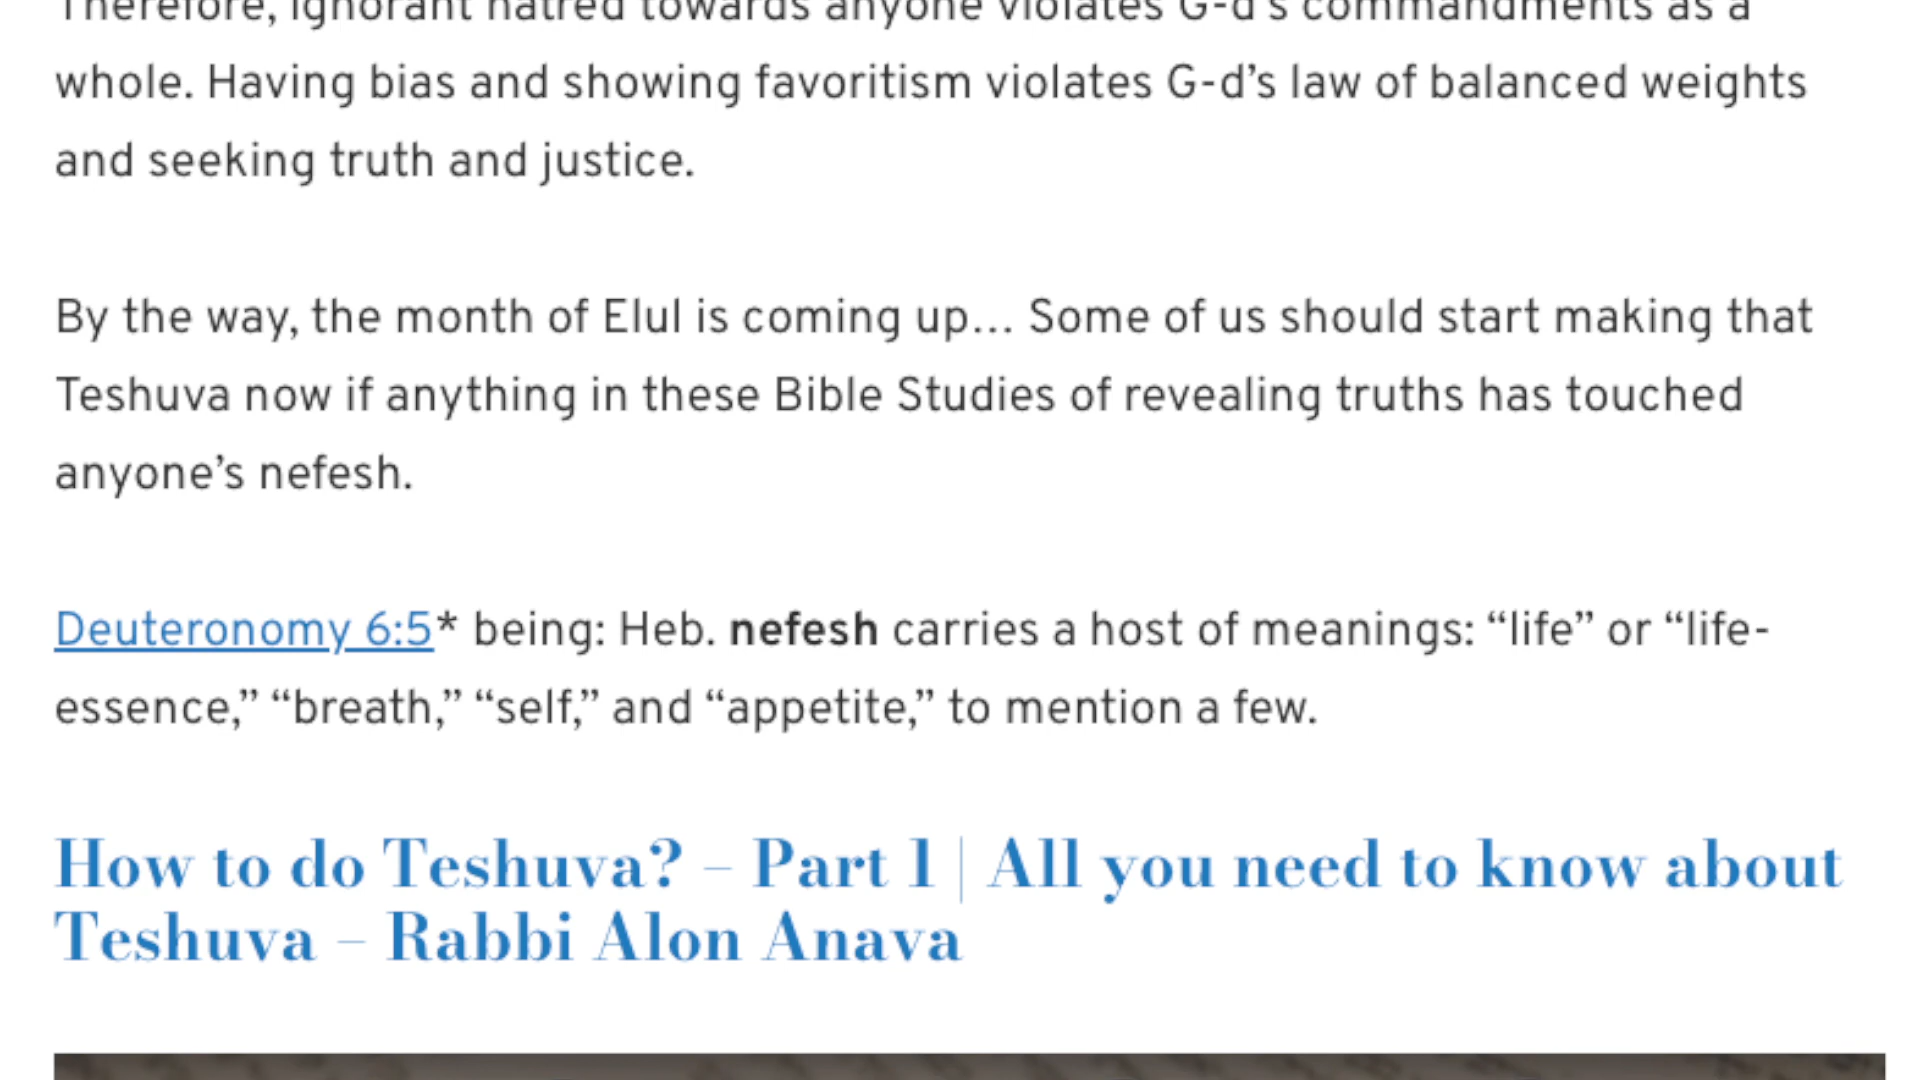 Therefore, ignorant hatred towards anyone violates G-d’s commandments as a
whole. Having bias and showing favoritism violates G-d’s law of balanced weights
and seeking truth and justice.
By the way, the month of Elul is coming up… Some of us should start making that
Teshuva now if anything in these Bible Studies of revealing truths has touched
anyone’s nefesh.
Deuteronomy 6:5* being: Heb. nefesh carries a host of meanings: “life” or “life-
essence,” “breath,” “self,” and “appetite,” to mention a few.
How to do Teshuva? – Part 1 | All you need to know about
Teshuva – Rabbi Alon Anava